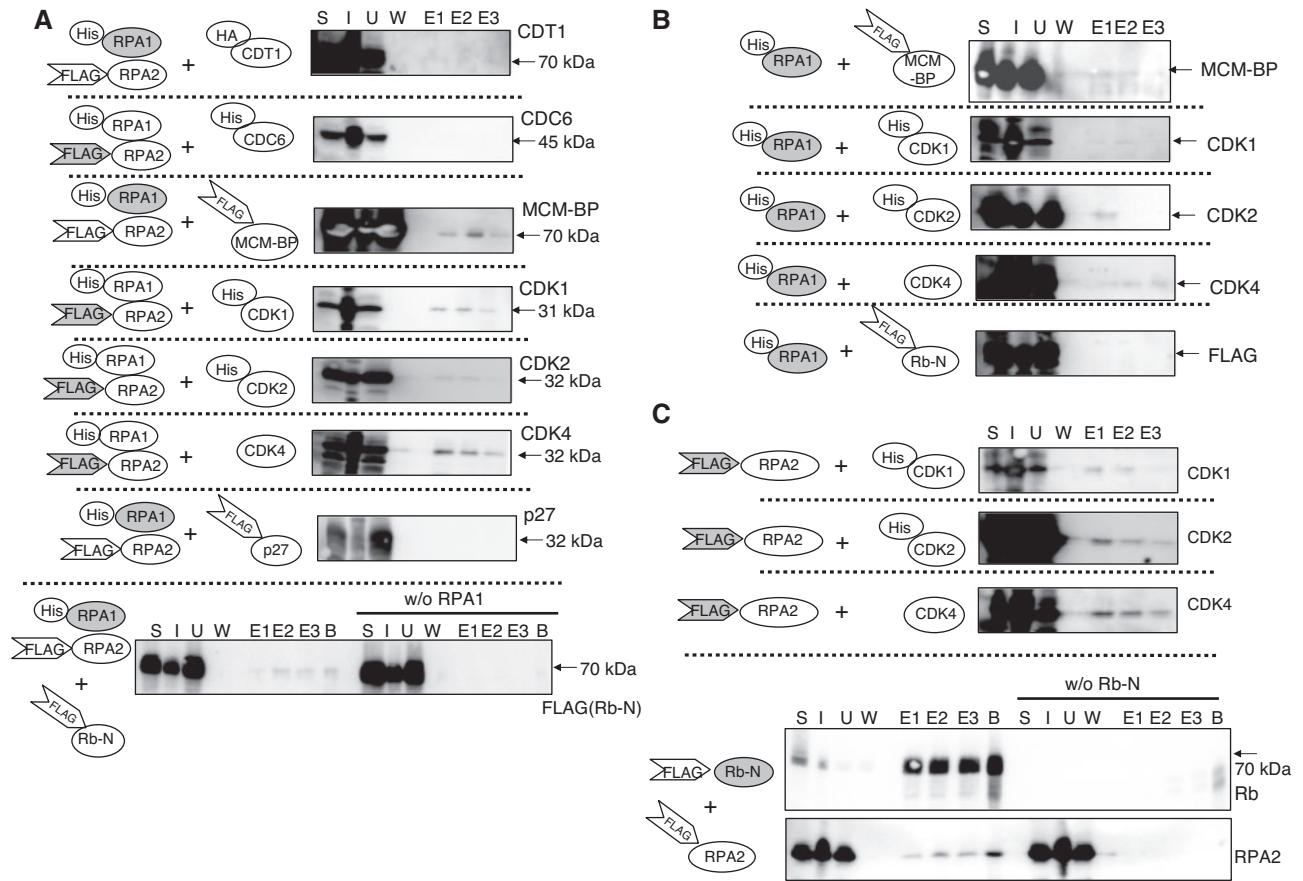 A
S I U W E1 E2 E3
His RPA1 HA CDT1
FLAG RPA2 +
CDT1
70 kDa
His RPA1 His CDC6
FLAG RPA2 +
CDC6
45 kDa
His RPA1 FLAG MCM-BP
FLAG RPA2 +
MCM-BP
70 kDa
His RPA1 His CDK1
FLAG RPA2 +
CDK1
31 kDa
His RPA1 His CDK2
FLAG RPA2 +
CDK2
32 kDa
His RPA1 CDK4
FLAG RPA2 +
CDK4
32 kDa
His RPA1 FLAG p27
FLAG RPA2 +
p27
32 kDa
w/o RPA1
S I U W E1 E2 E3 B S I U W E1 E2 E3 B
His RPA1
FLAG RPA2
+
FLAG Rb-N
70 kDa
FLAG(Rb-N)
B
S I U W E1 E2 E3
His RPA1 + FLAG MCM
-BP
MCM-BP
His RPA1 + His CDK1
CDK1
His RPA1 + His CDK2
CDK2
His RPA1 + CDK4
CDK4
His RPA1 + FLAG Rb-N
FLAG
C
S I U W E1 E2 E3
FLAG RPA2 + His CDK1
CDK1
FLAG RPA2 + His CDK2
CDK2
FLAG RPA2 + CDK4
CDK4
w/o Rb-N
S I U W E1 E2 E3 B S I U W E1 E2 E3 B
FLAG Rb-N
+
FLAG RPA2
70 kDa
Rb
RPA2